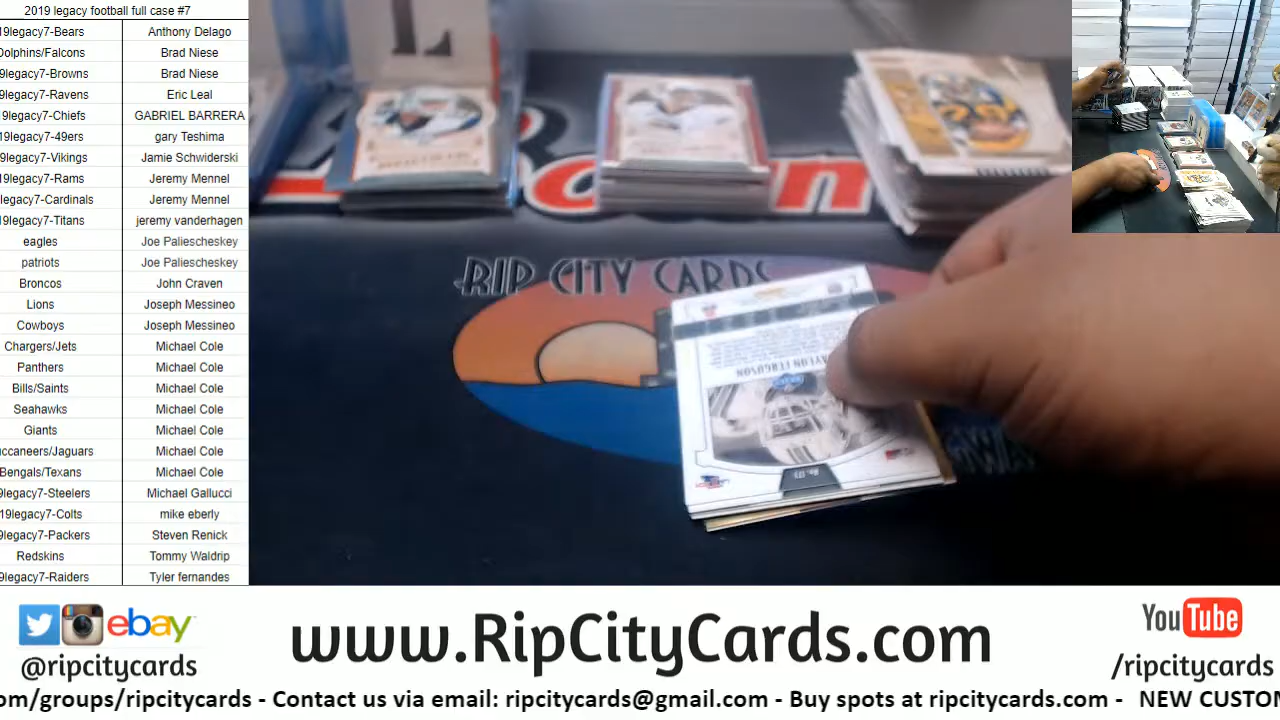 2019 legacy football full case #7
19legacy7-Bears Anthony Delago
Dolphins/Falcons Brad Niese
9legacy7-Browns Brad Niese
9legacy7-Ravens Eric Leal
9legacy7-Chiefs GABRIEL BARRERA
19legacy7-49ers gary Teshima
9legacy7-Vikings Jamie Schwiderski
19legacy7-Rams Jeremy Mennel
legacy7-Cardinals Jeremy Mennel
19legacy7-Titans jeremy vanderhagen
eagles Joe Paliescheskey
patriots Joe Paliescheskey
Broncos John Craven
Lions Joseph Messineo
Cowboys Joseph Messineo
Chargers/Jets Michael Cole
Panthers Michael Cole
Bills/Saints Michael Cole
Seahawks Michael Cole
Giants Michael Cole
uccaneers/Jaguars Michael Cole
Bengals/Texans Michael Cole
9legacy7-Steelers Michael Gallucci
19legacy7-Colts mike eberly
9legacy7-Packers Steven Renick
Redskins Tommy Waldrip
9legacy7-Raiders Tyler fernandes
L
RIP CITY CARDS
FERGUSON
ebay
@ripcitycards
www.RipCityCards.com
YouTube
/ripcitycards
om/groups/ripcitycards - Contact us via email: ripcitycards@gmail.com - Buy spots at ripcitycards.com - NEW CUSTO